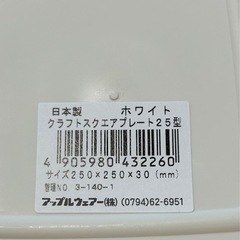 日本製 ホワイト
クラフトスクエアプレート25型
4 905980 432260
サイズ250×250×30(mm)
管理NO. 3-140-1
アップルウェアー(株) (0794)62-6951